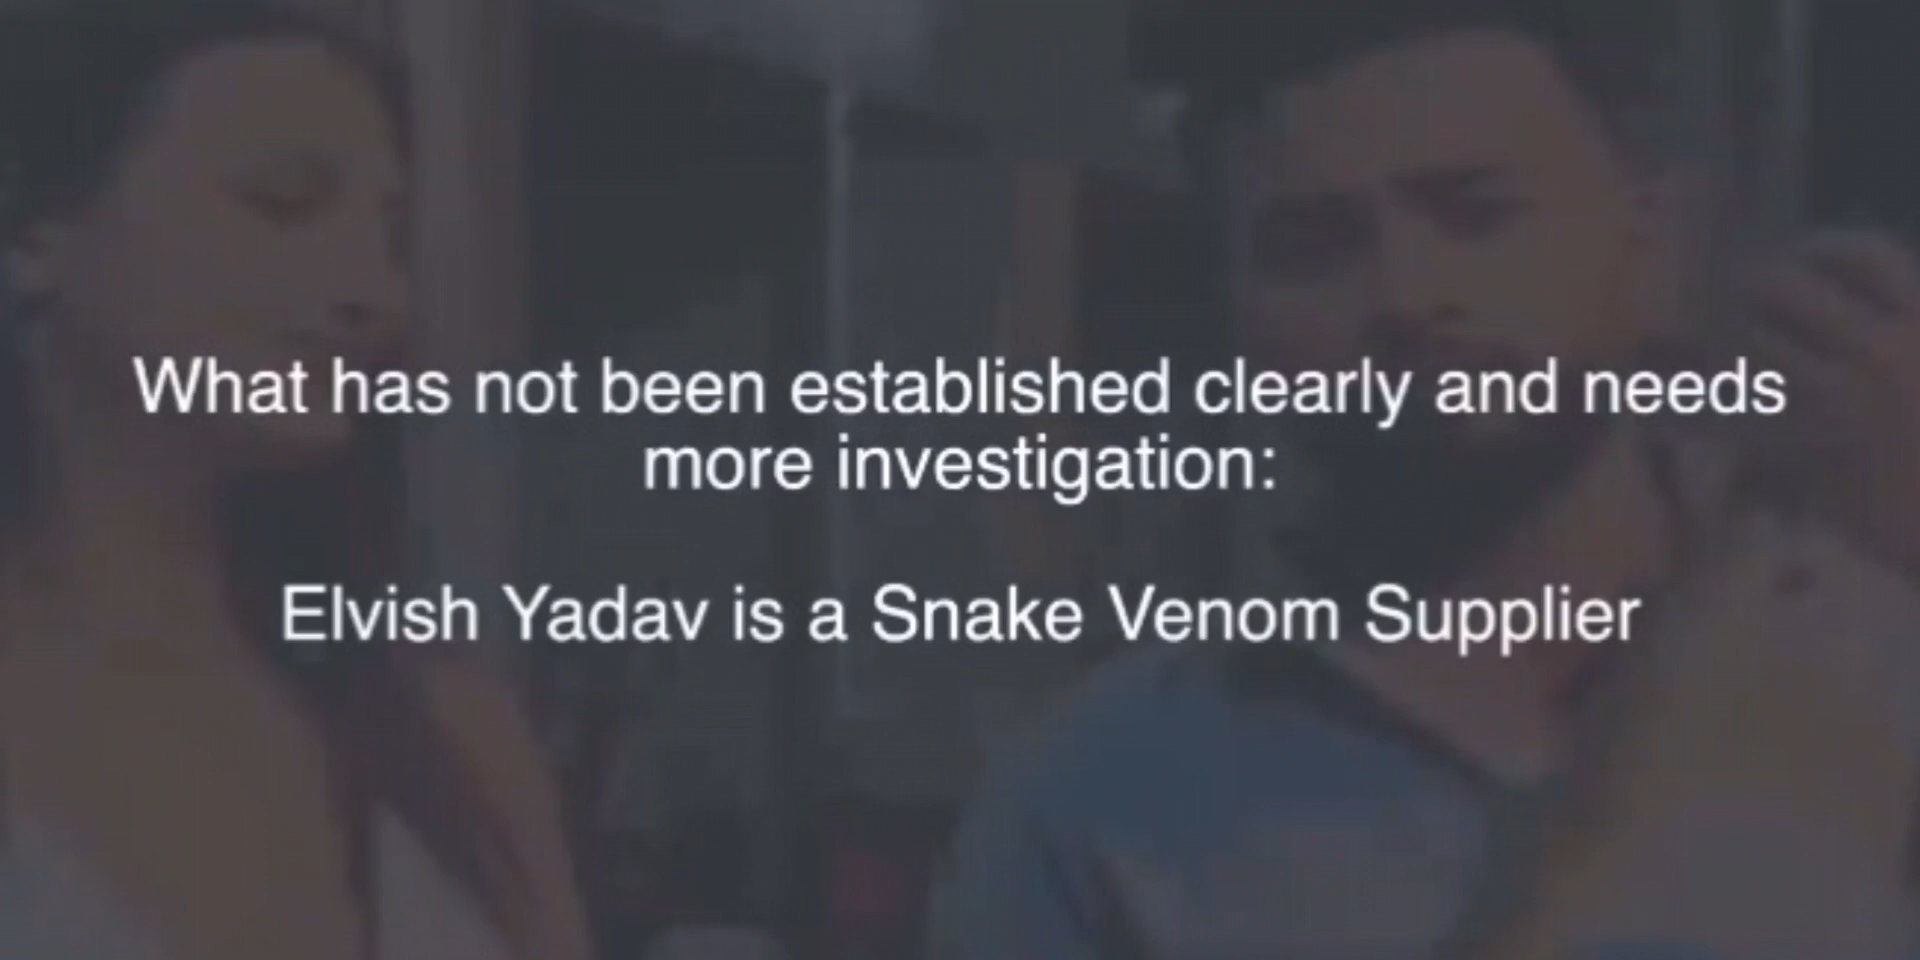 What has not been established clearly and needs
more investigation:
Elvish Yadav is a Snake Venom Supplier